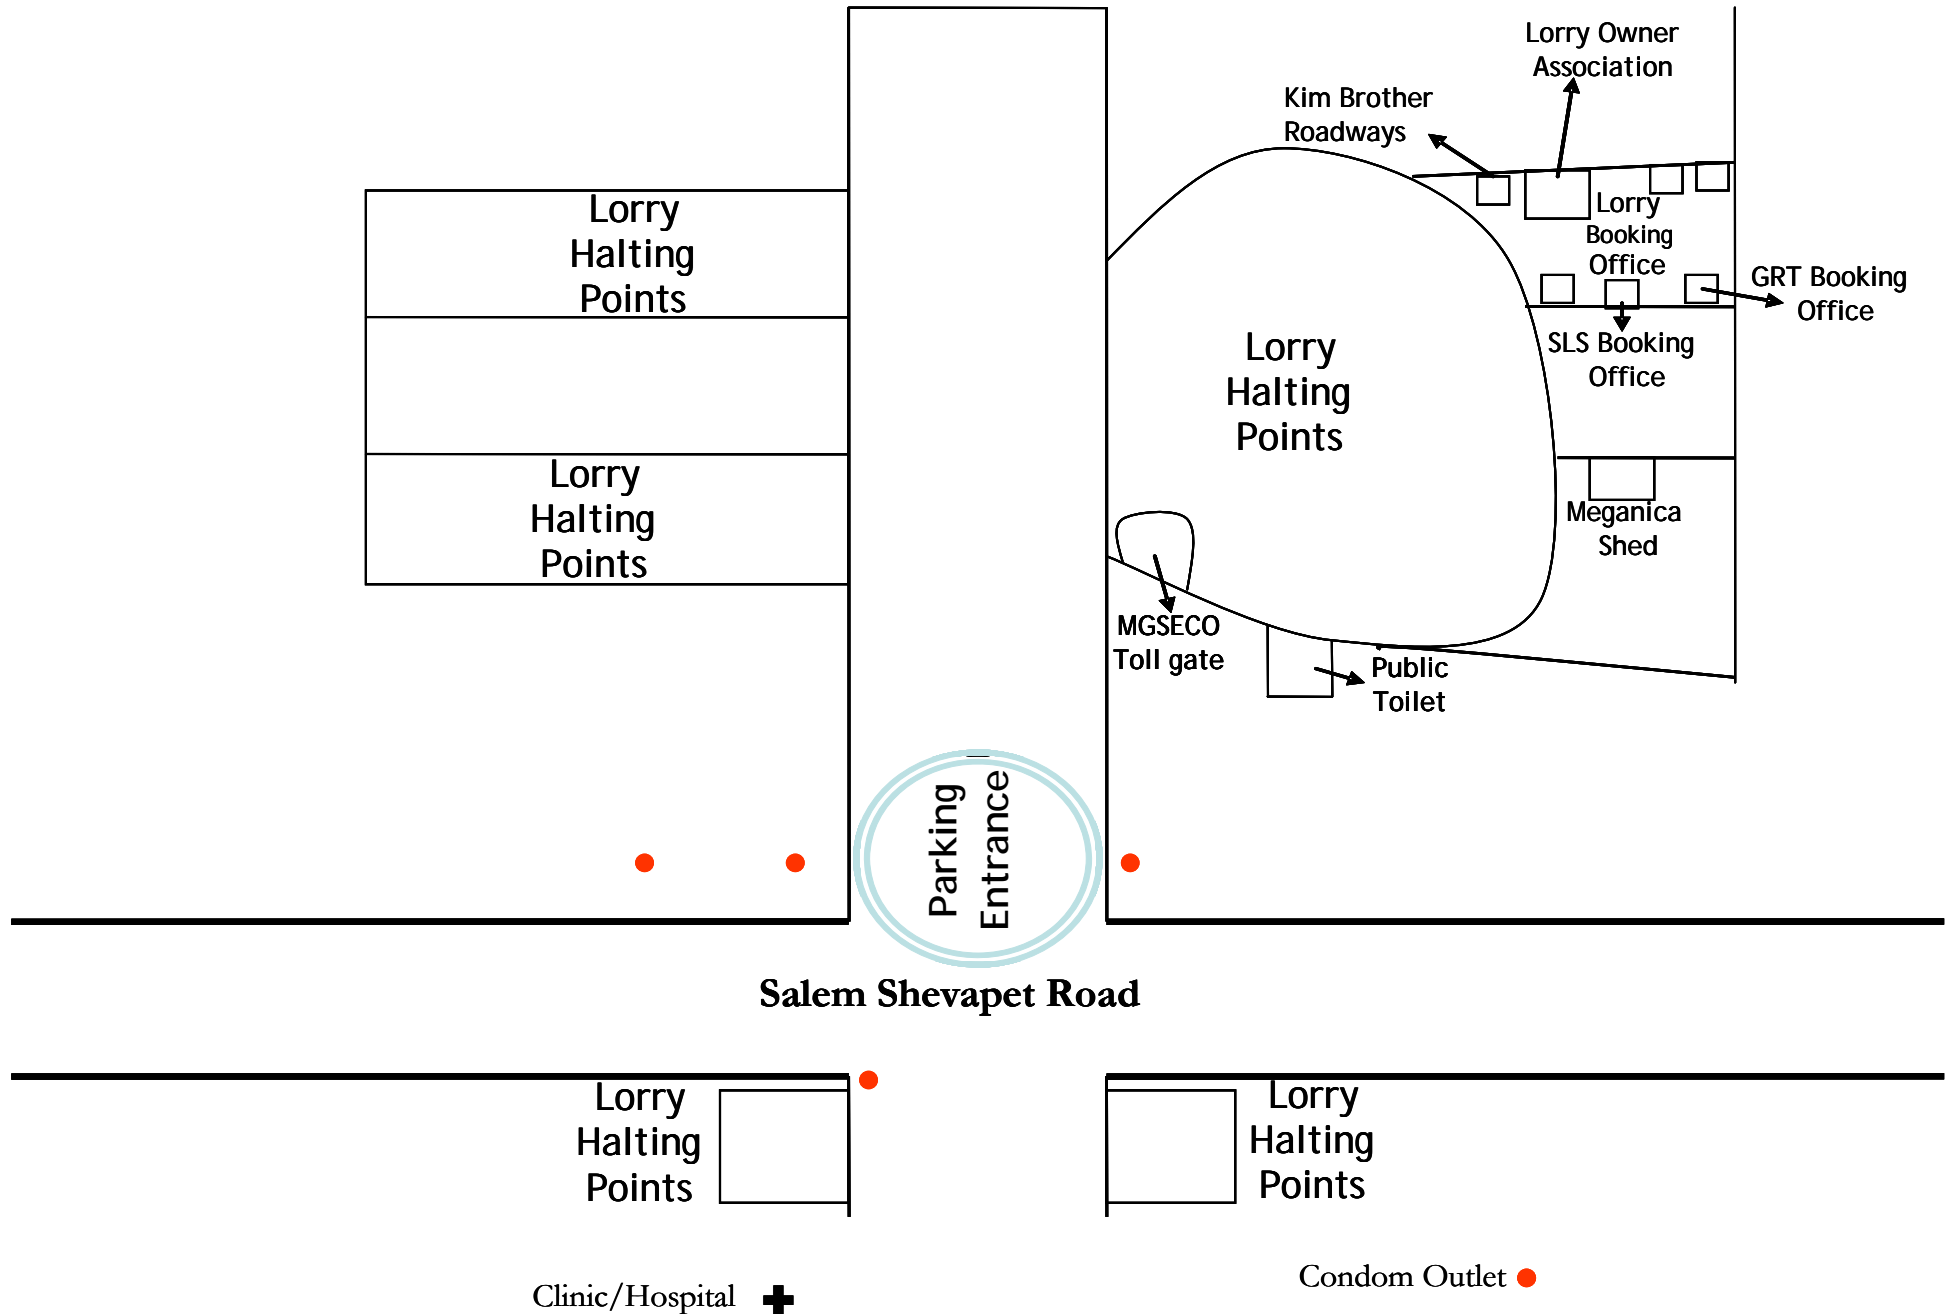 Lorry Owner
Association
Kim Brother
Roadways
Lorry
Halting
Points
Lorry
Booking
Office
GRT Booking
Office
SLS Booking
Office
Lorry
Halting
Points
Lorry
Halting
Points
Meganica
Shed
MGSECO
Toll gate
Public
Toilet
Parking
Entrance
Salem Shevapet Road
Lorry
Halting
Points
Lorry
Halting
Points
Clinic/Hospital
Condom Outlet